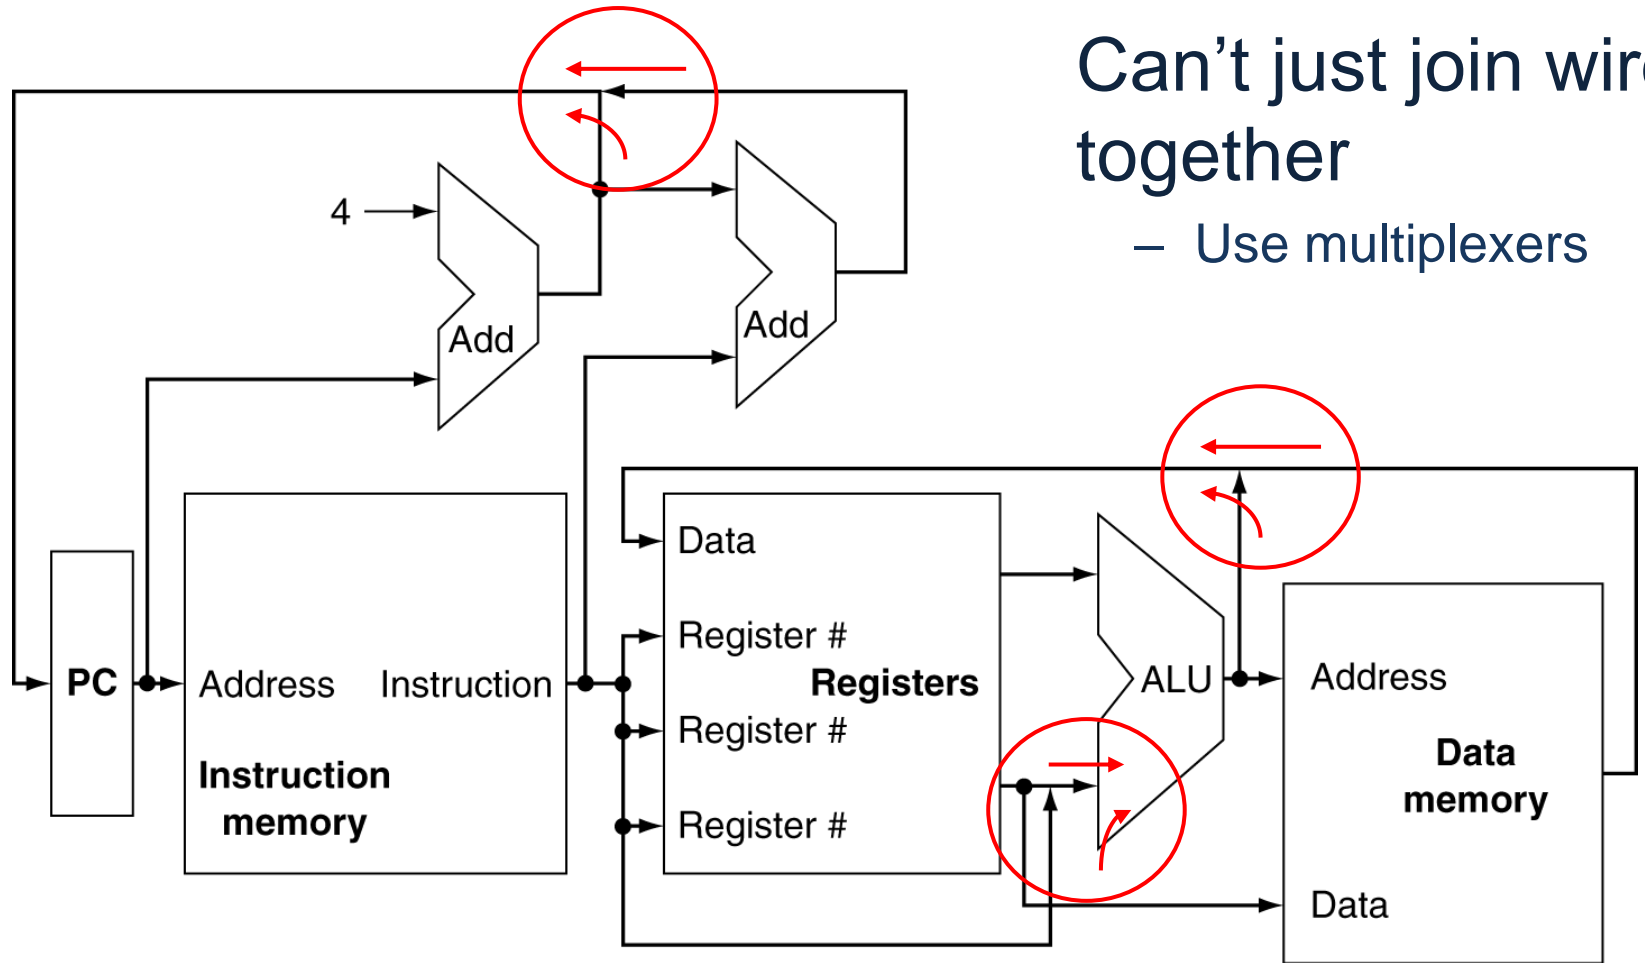 Can't just join wir
together
– Use multiplexers
4
Add
Add
Data
Register #
Registers
Register #
Register #
PC
Address
Instruction
Instruction
memory
ALU
Address
Data
memory
Data